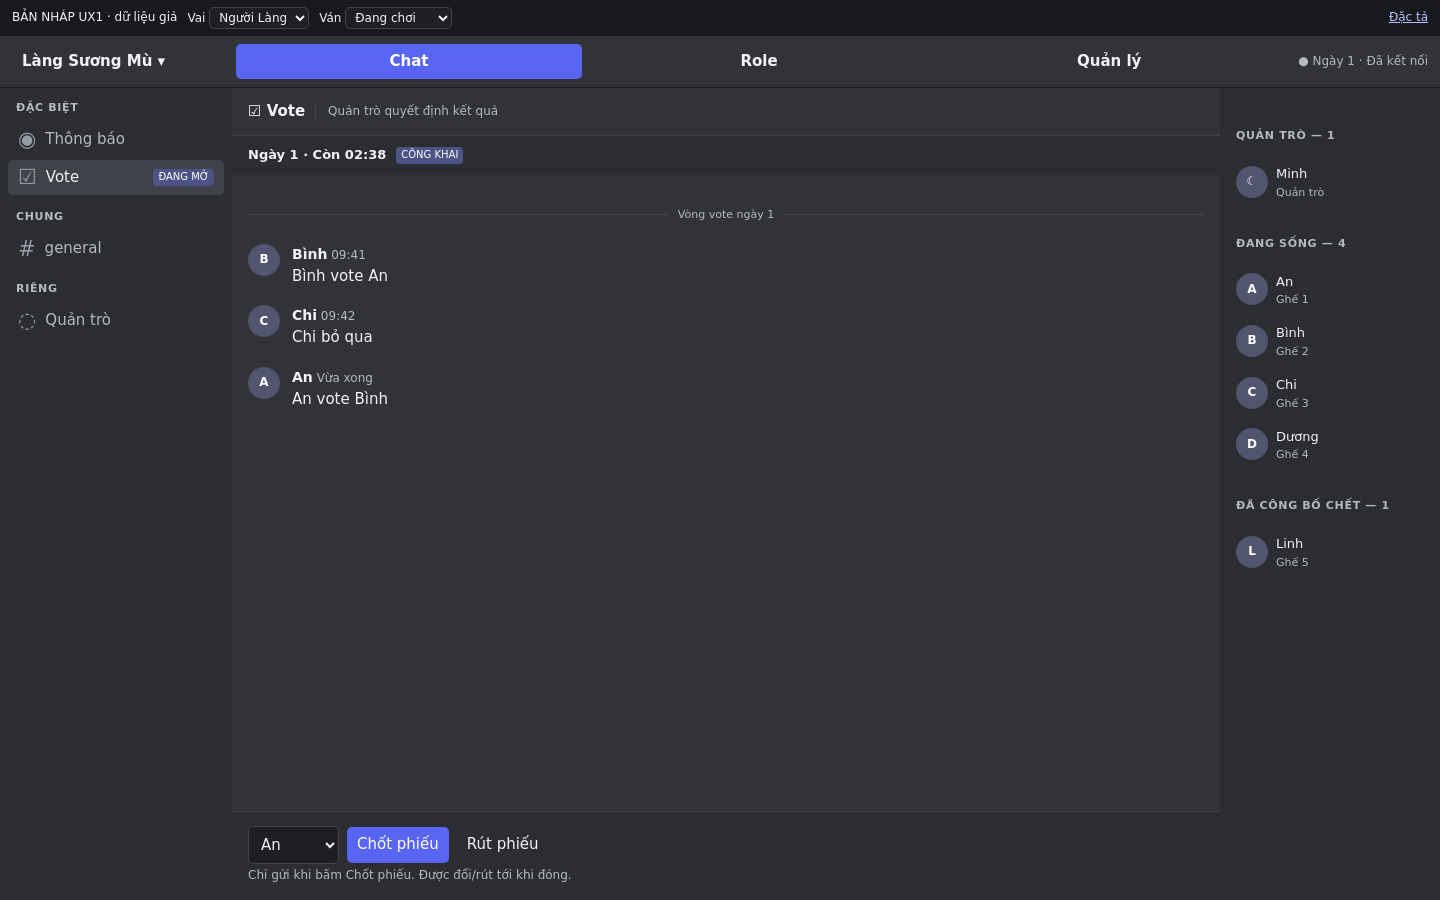 BẢN NHÁP UX1 · dữ liệu giả Vai Người Làng Ván Đang chơi Đặc tả
Làng Sương Mù ▾ Chat Role Quản lý ● Ngày 1 · Đã kết nối
ĐẶC BIỆT
◉ Thông báo
☑ Vote ĐANG MỞ
CHUNG
# general
RIÊNG
◌ Quản trò
☑ Vote Quản trò quyết định kết quả
Ngày 1 · Còn 02:38 CÔNG KHAI
Vòng vote ngày 1
B Bình 09:41
Bình vote An
C Chi 09:42
Chi bỏ qua
A An Vừa xong
An vote Bình
An Chốt phiếu Rút phiếu
Chỉ gửi khi bấm Chốt phiếu. Được đổi/rút tới khi đóng.
QUẢN TRÒ — 1
☾ Minh
Quản trò
ĐANG SỐNG — 4
A An
Ghế 1
B Bình
Ghế 2
C Chi
Ghế 3
D Dương
Ghế 4
ĐÃ CÔNG BỐ CHẾT — 1
L Linh
Ghế 5